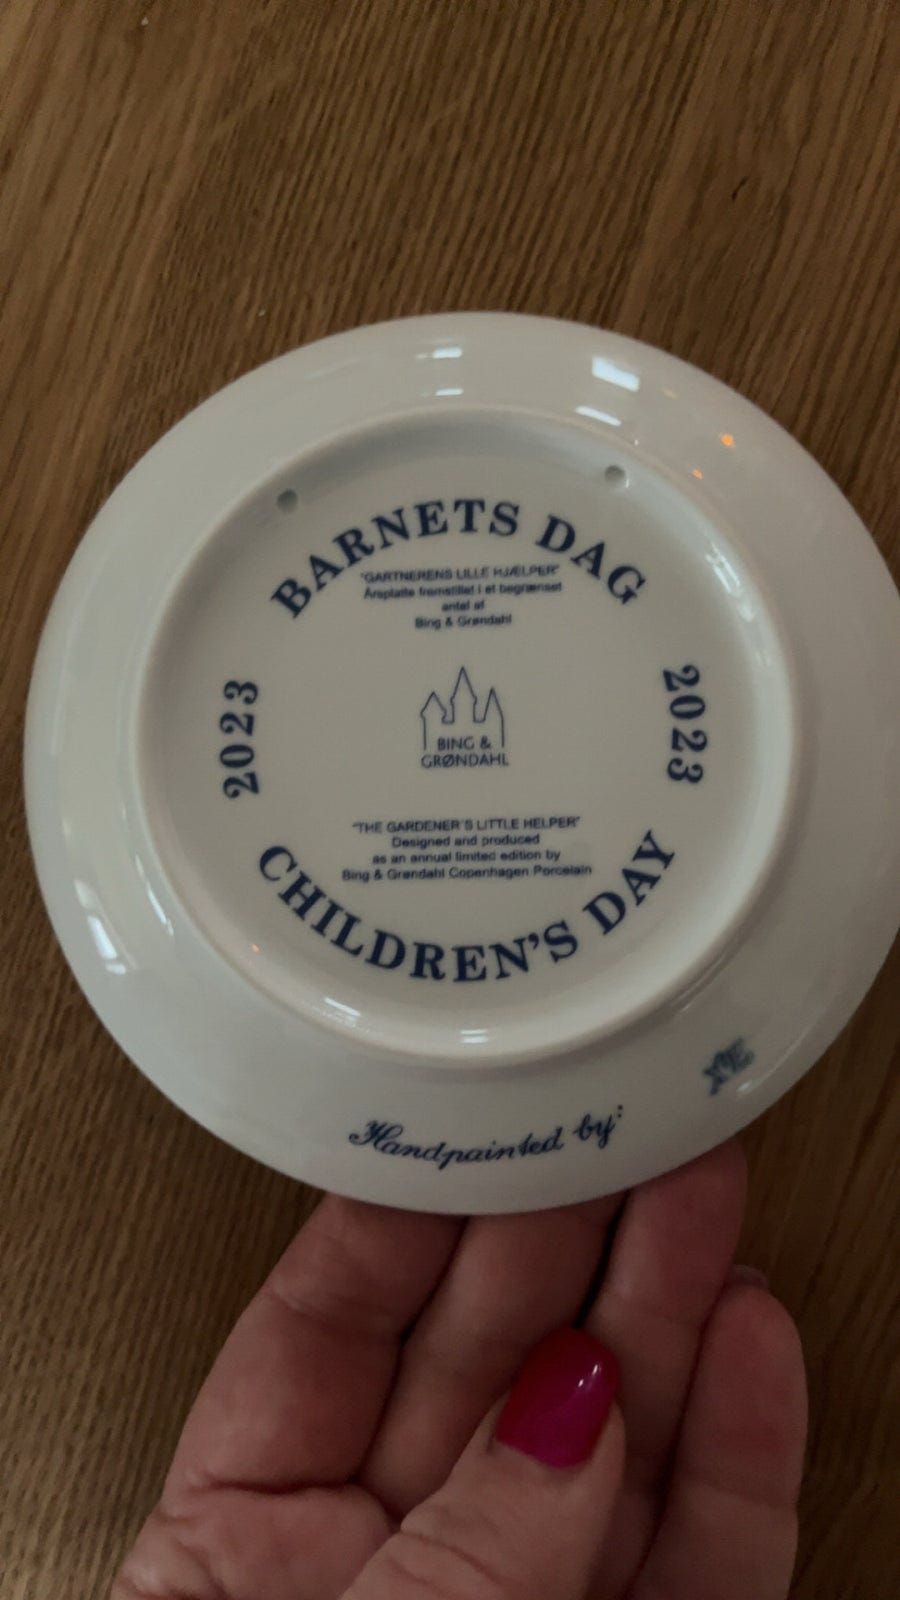 BARNETS DAG
"GARTNERENS LILLE HJÆLPER"
Årsplatte fremstillet i et begrænset
antal af
Bing & Grøndahl
2023
2023
BING &
GRØNDAHL
"THE GARDENER´S LITTLE HELPER"
Designed and produced
as an annual limited edition by
Bing & Grøndahl Copenhagen Porcelain
CHILDREN'S DAY
Handpainted by: